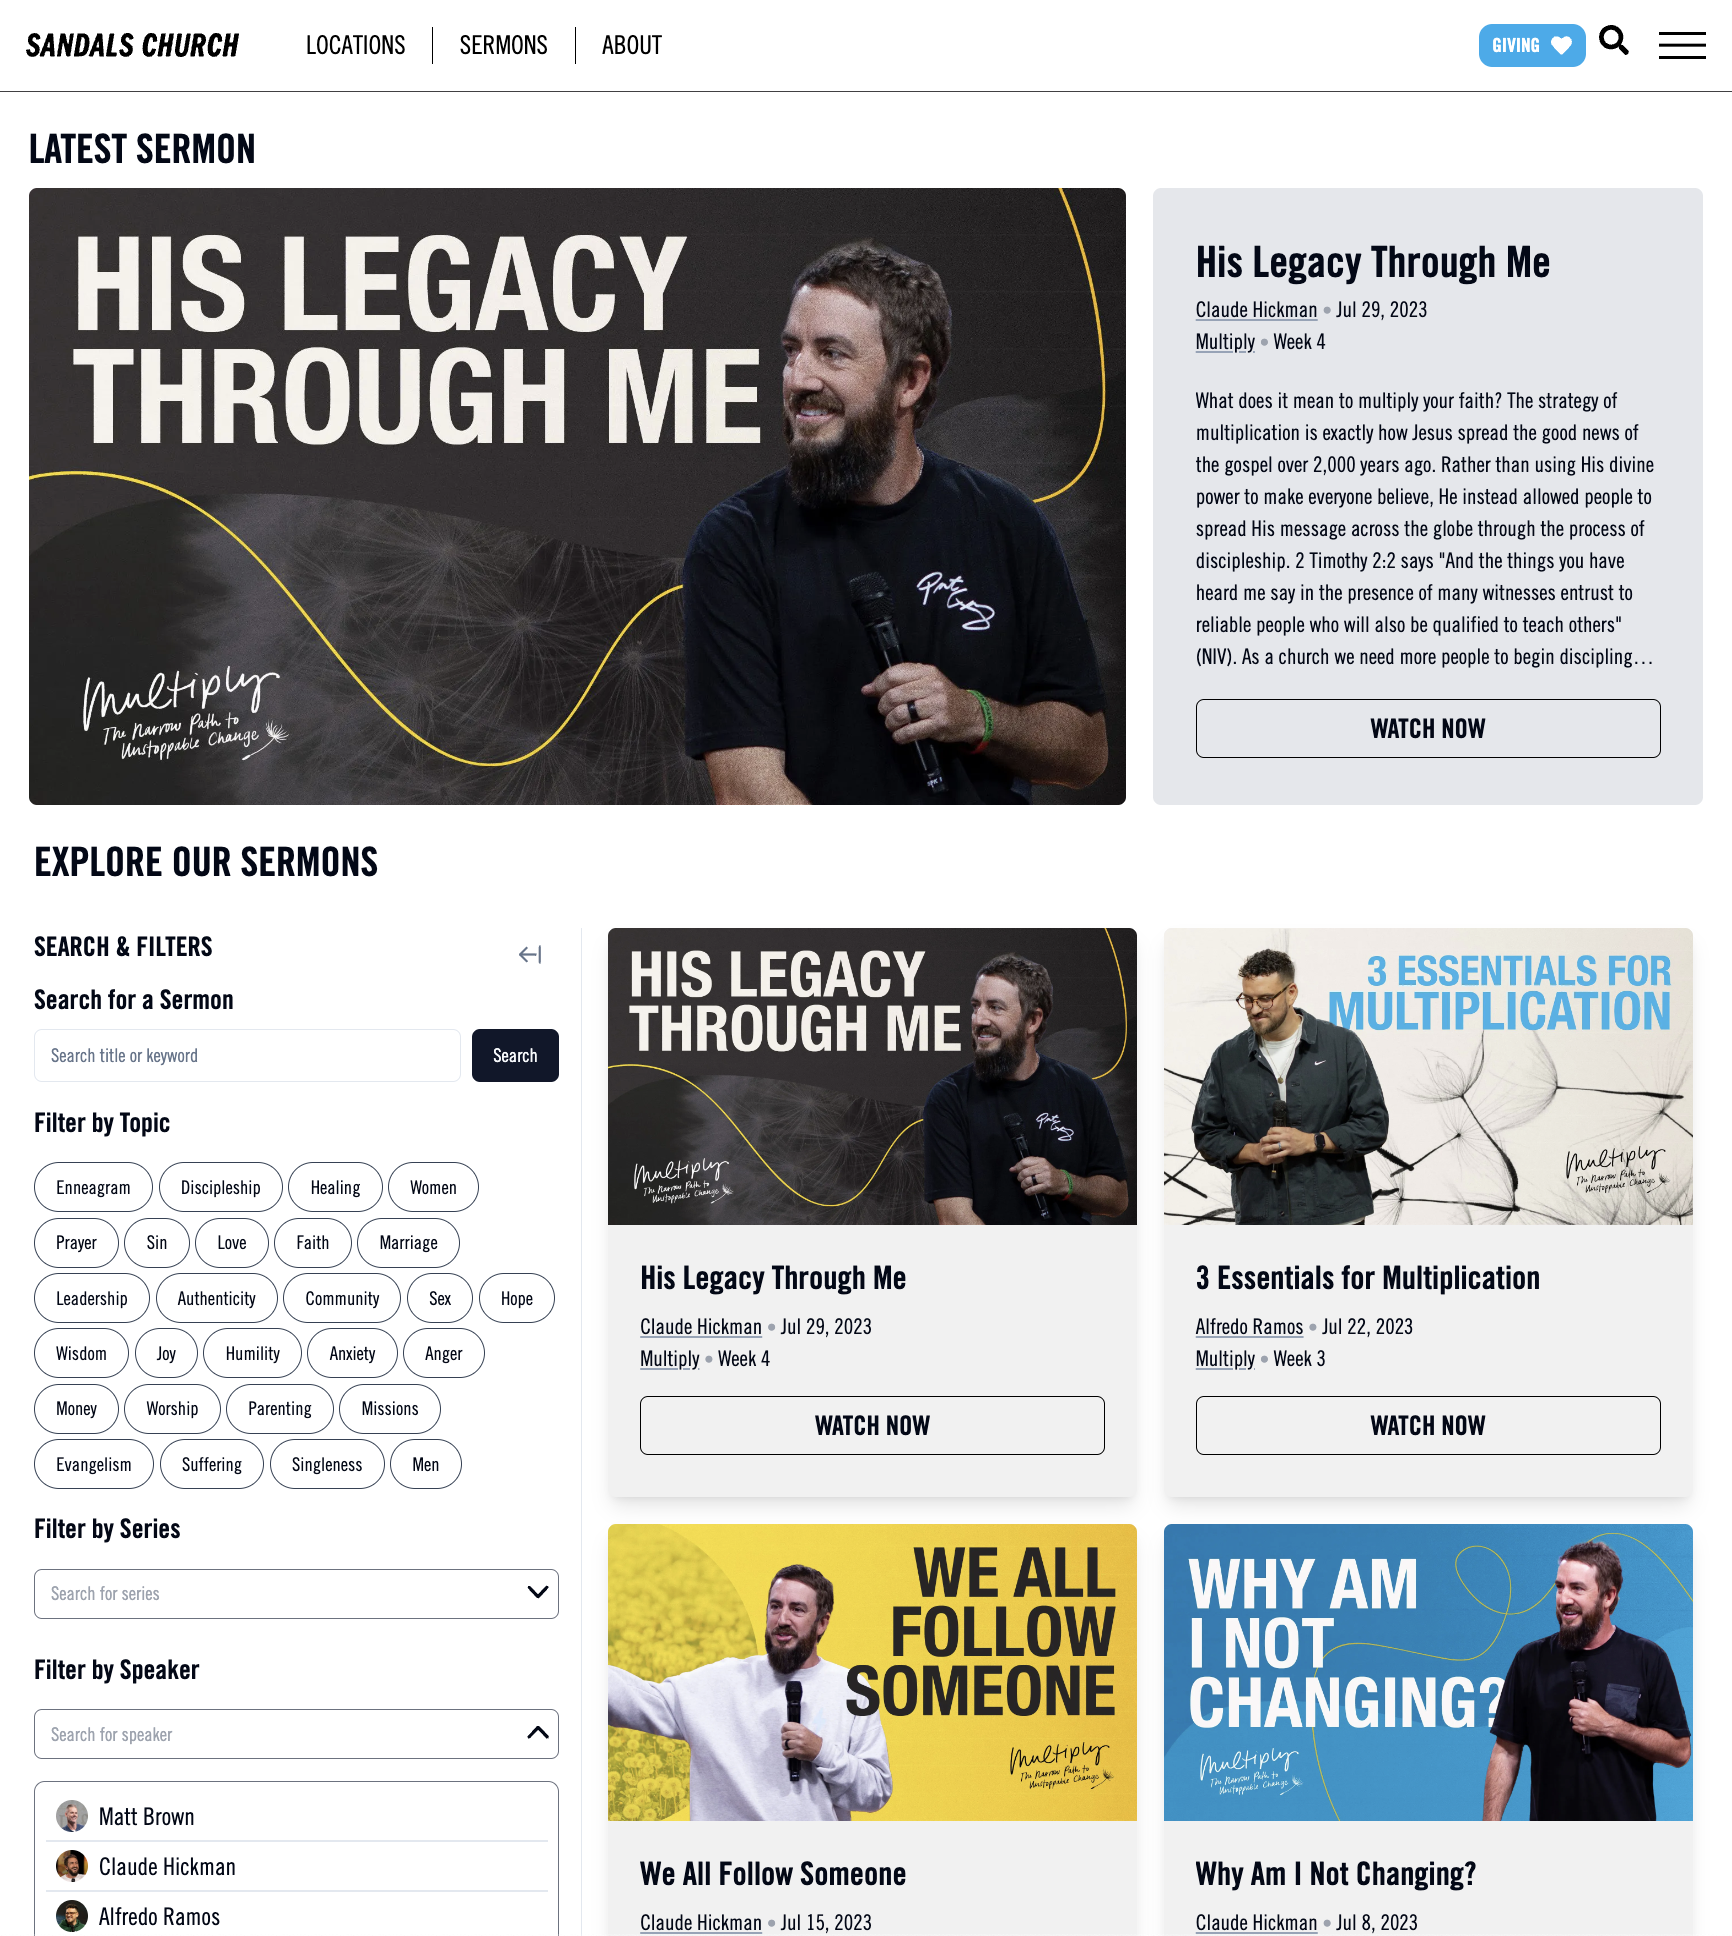 SANDALS CHURCH
LOCATIONS
SERMONS
ABOUT
GIVING
LATEST SERMON
HIS LEGACY
THROUGH ME
Multiply
The Narrow Path to
Unstoppable Change
His Legacy Through Me
Claude Hickman • Jul 29, 2023
Multiply • Week 4
What does it mean to multiply your faith? The strategy of
multiplication is exactly how Jesus spread the good news of
the gospel over 2,000 years ago. Rather than using His divine
power to make everyone believe, He instead allowed people to
spread His message across the globe through the process of
discipleship. 2 Timothy 2:2 says "And the things you have
heard me say in the presence of many witnesses entrust to
reliable people who will also be qualified to teach others"
(NIV). As a church we need more people to begin discipling…
WATCH NOW
EXPLORE OUR SERMONS
SEARCH & FILTERS
Search for a Sermon
Search title or keyword
Search
Filter by Topic
Enneagram Discipleship Healing Women
Prayer Sin Love Faith Marriage
Leadership Authenticity Community Sex Hope
Wisdom Joy Humility Anxiety Anger
Money Worship Parenting Missions
Evangelism Suffering Singleness Men
Filter by Series
Search for series
Filter by Speaker
Search for speaker
Matt Brown
Claude Hickman
Alfredo Ramos
HIS LEGACY
THROUGH ME
Multiply
The Narrow Path to
Unstoppable Change
His Legacy Through Me
Claude Hickman • Jul 29, 2023
Multiply • Week 4
WATCH NOW
3 ESSENTIALS FOR
MULTIPLICATION
Multiply
The Narrow Path to
Unstoppable Change
3 Essentials for Multiplication
Alfredo Ramos • Jul 22, 2023
Multiply • Week 3
WATCH NOW
WE ALL
FOLLOW
SOMEONE
Multiply
The Narrow Path to
Unstoppable Change
We All Follow Someone
Claude Hickman • Jul 15, 2023
WHY AM
I NOT
CHANGING?
Multiply
The Narrow Path to
Unstoppable Change
Why Am I Not Changing?
Claude Hickman • Jul 8, 2023